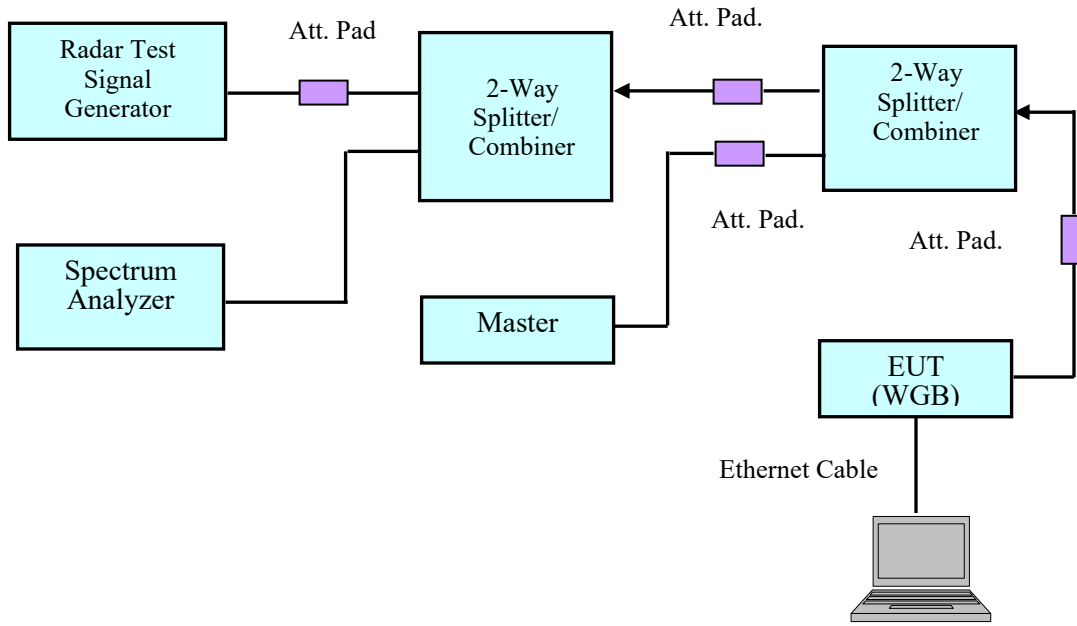 Radar Test
Signal
Generator
Att. Pad
2-Way
Splitter/
Combiner
Att. Pad.
2-Way
Splitter/
Combiner
Att. Pad.
Att. Pad.
Spectrum
Analyzer
Master
EUT
(WGB)
Ethernet Cable